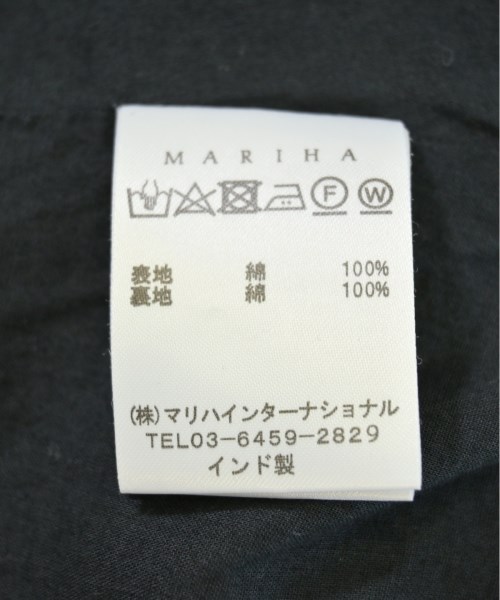 MARIHA
F W
表地 綿 100%
裏地 綿 100%
(株)マリハインターナショナル
TEL03-6459-2829
インド製